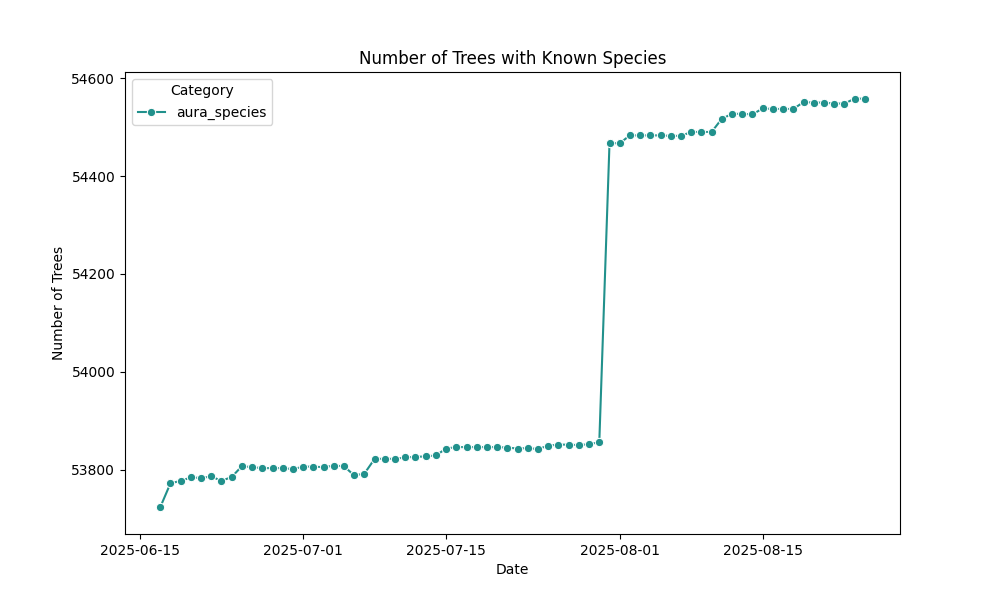 Number of Trees with Known Species
54600
Category
aura_species
54400
54200
54000
53800
Number of Trees
2025-06-15
2025-07-01
2025-07-15
2025-08-01
2025-08-15
Date